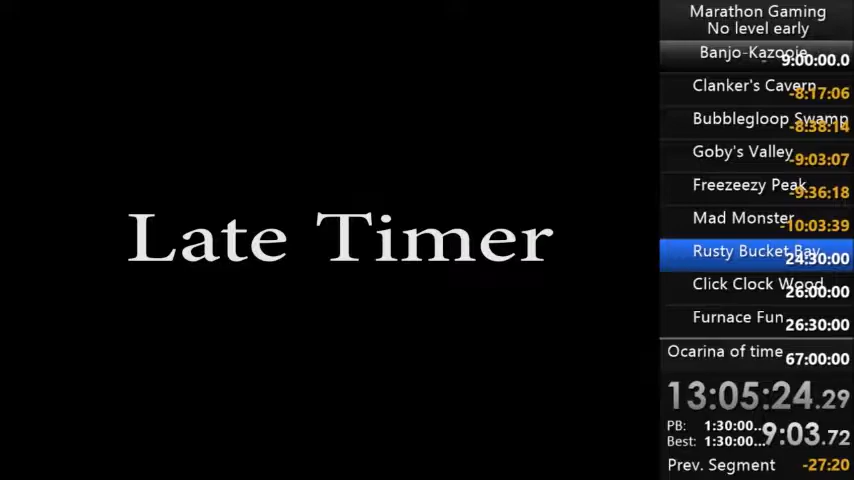 Late Timer
Marathon Gaming
No level early
Banjo-Kazooie 9:00:00.0
Clanker's Cavern -8:17:06
Bubblegloop Swamp -8:38:14
Goby's Valley -9:03:07
Freezeezy Peak -9:36:18
Mad Monster -10:03:39
Rusty Bucket Bay 24:30:00
Click Clock Wood 26:00:00
Furnace Fun 26:30:00
Ocarina of time 67:00:00
13:05:24.29
PB: 1:30:00... 9:03.72
Best: 1:30:00...
Prev. Segment -27:20